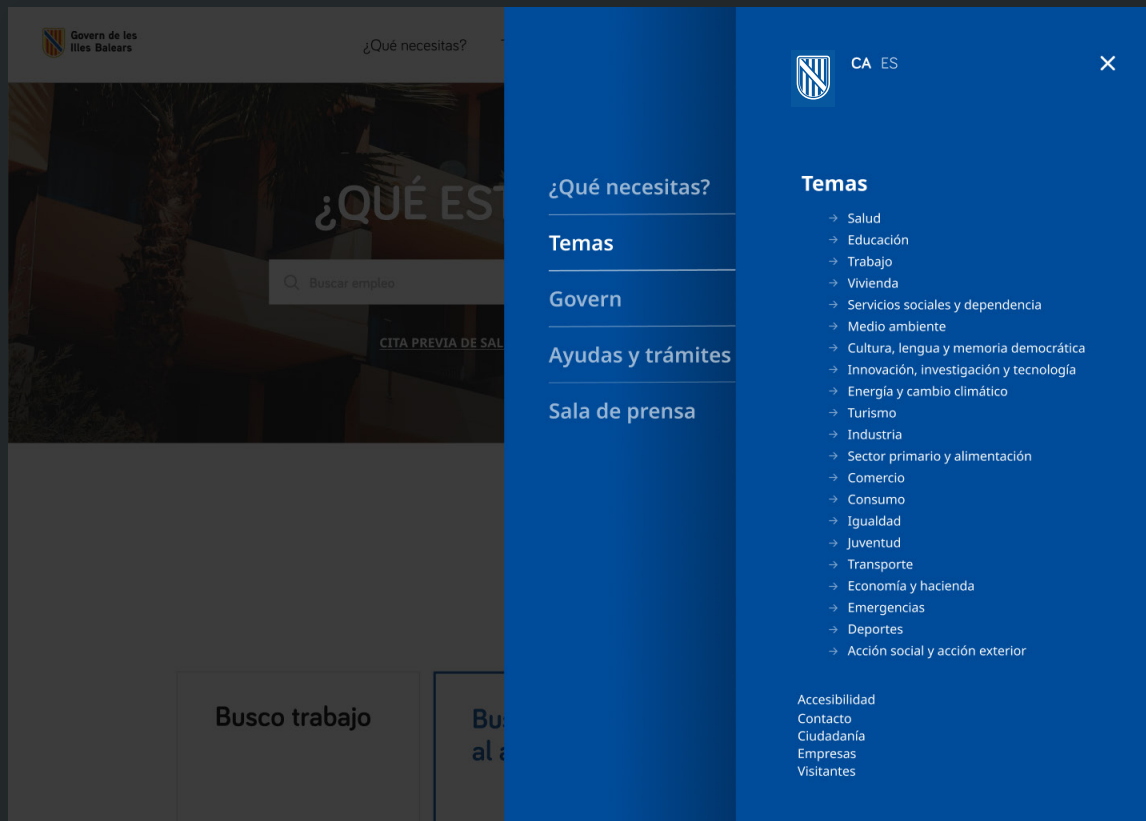 Govern de les
Illes Balears
¿Qué necesitas?
¿QUÉ EST
Buscar empleo
CITA PREVIA DE SAL
Busco trabajo
Bu
al a
¿Qué necesitas?
Temas
Govern
Ayudas y trámites
Sala de prensa
CA ES
Temas
→ Salud
→ Educación
→ Trabajo
→ Vivienda
→ Servicios sociales y dependencia
→ Medio ambiente
→ Cultura, lengua y memoria democrática
→ Innovación, investigación y tecnología
→ Energía y cambio climático
→ Turismo
→ Industria
→ Sector primario y alimentación
→ Comercio
→ Consumo
→ Igualdad
→ Juventud
→ Transporte
→ Economía y hacienda
→ Emergencias
→ Deportes
→ Acción social y acción exterior
Accesibilidad
Contacto
Ciudadanía
Empresas
Visitantes